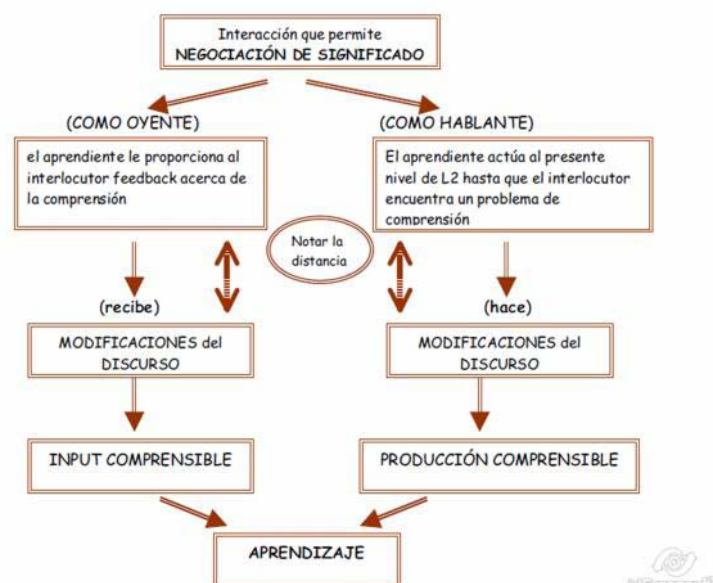 Interacción que permite
NEGOCIACIÓN DE SIGNIFICADO
(COMO OYENTE)
el aprendiente le proporciona al
interlocutor feedback acerca de
la comprensión
(COMO HABLANTE)
El aprendiente actúa al presente
nivel de L2 hasta que el interlocutor
encuentra un problema de
comprensión
Notar la
distancia
(recibe)
MODIFICACIONES del
DISCURSO
(hace)
MODIFICACIONES del
DISCURSO
INPUT COMPRENSIBLE
PRODUCCIÓN COMPRENSIBLE
APRENDIZAJE